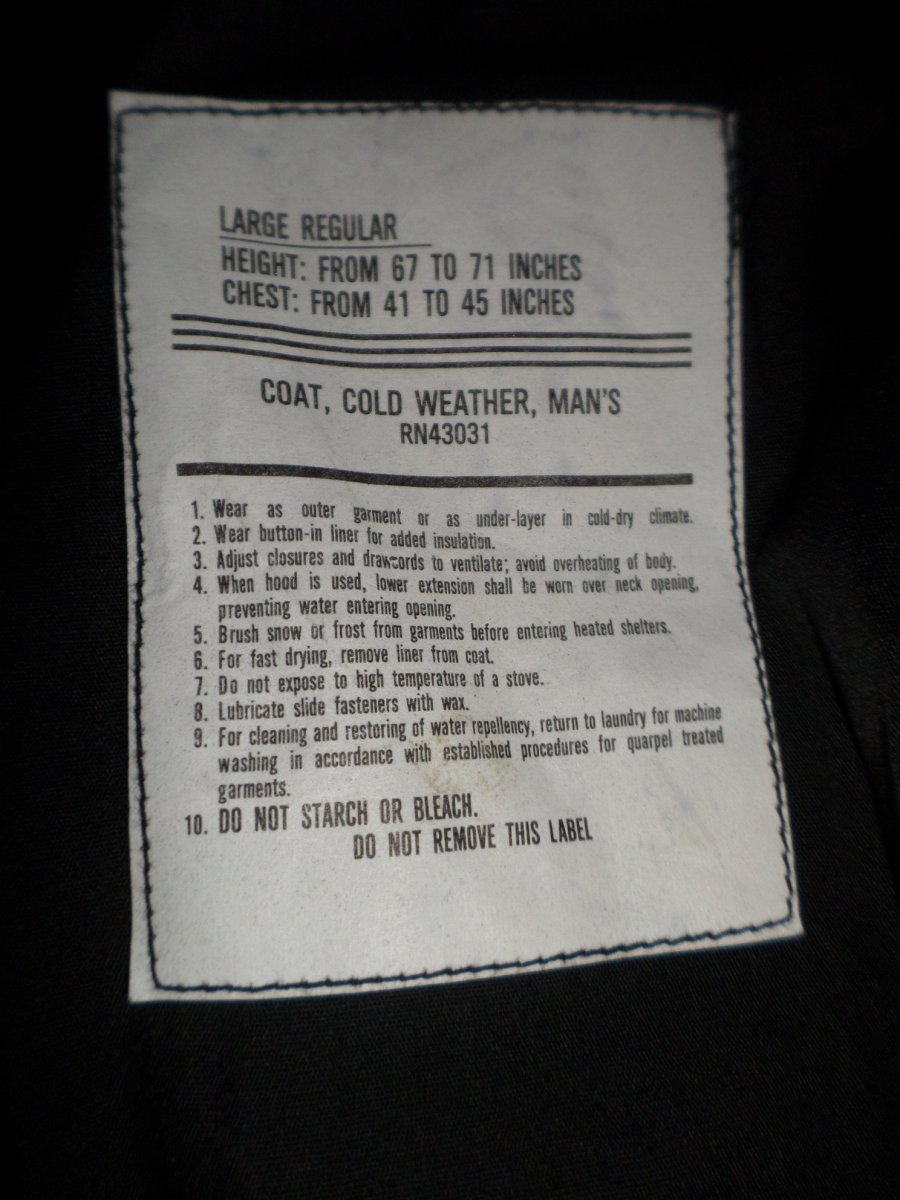 LARGE REGULAR
HEIGHT: FROM 67 TO 71 INCHES
CHEST: FROM 41 TO 45 INCHES
COAT, COLD WEATHER, MAN'S
RN43031
1. Wear as outer garment or as under-layer in cold-dry climate.
2. Wear button-in liner for added insulation.
3. Adjust closures and drawcords to ventilate; avoid overheating of body.
4. When hood is used, lower extension shall be worn over neck opening,
preventing water entering opening.
5. Brush snow or frost from garments before entering heated shelters.
6. For fast drying, remove liner from coat.
7. Do not expose to high temperature of a stove.
8. Lubricate slide fasteners with wax.
9. For cleaning and restoring of water repellency, return to laundry for machine
washing in accordance with established procedures for quarpel treated
garments.
10. DO NOT STARCH OR BLEACH.
DO NOT REMOVE THIS LABEL